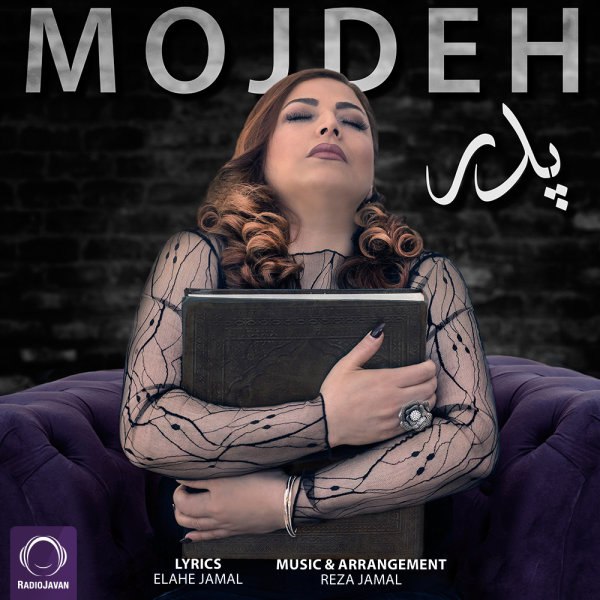 MOJDEH
پدر
LYRICS
ELAHE JAMAL
MUSIC & ARRANGEMENT
REZA JAMAL
RADIOJAVAN